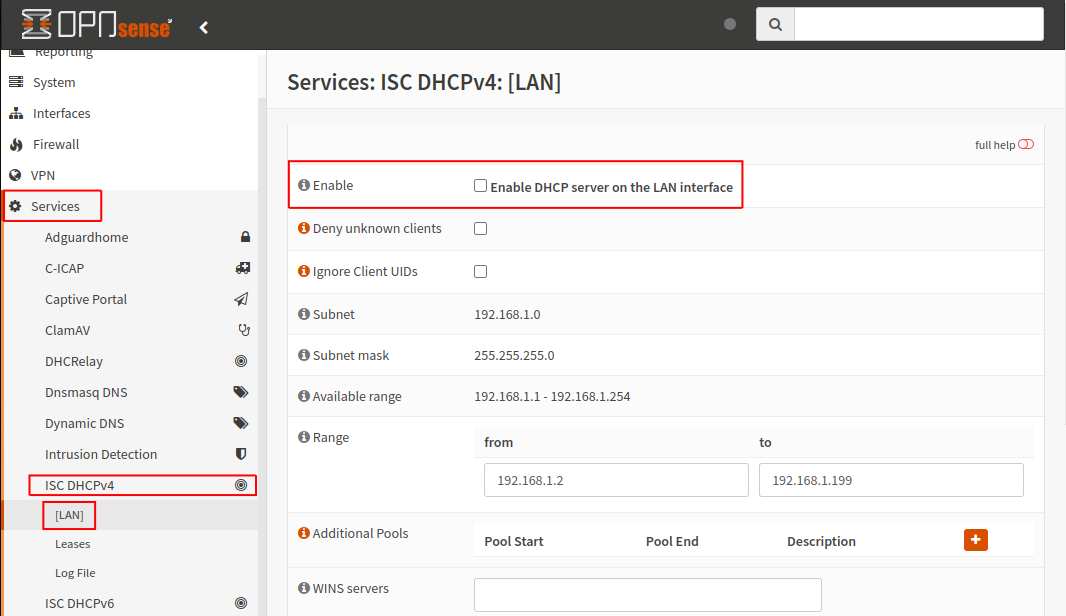 OPNsense
Reporting
System
Interfaces
Firewall
VPN
Services
Adguardhome
C-ICAP
Captive Portal
ClamAV
DHCRelay
Dnsmasq DNS
Dynamic DNS
Intrusion Detection
ISC DHCPv4
[LAN]
Leases
Log File
ISC DHCPv6
Services: ISC DHCPv4: [LAN]
full help
Enable
Enable DHCP server on the LAN interface
Deny unknown clients
Ignore Client UIDs
Subnet
192.168.1.0
Subnet mask
255.255.255.0
Available range
192.168.1.1 - 192.168.1.254
Range
from to
192.168.1.2 192.168.1.199
Additional Pools
Pool Start Pool End Description
WINS servers